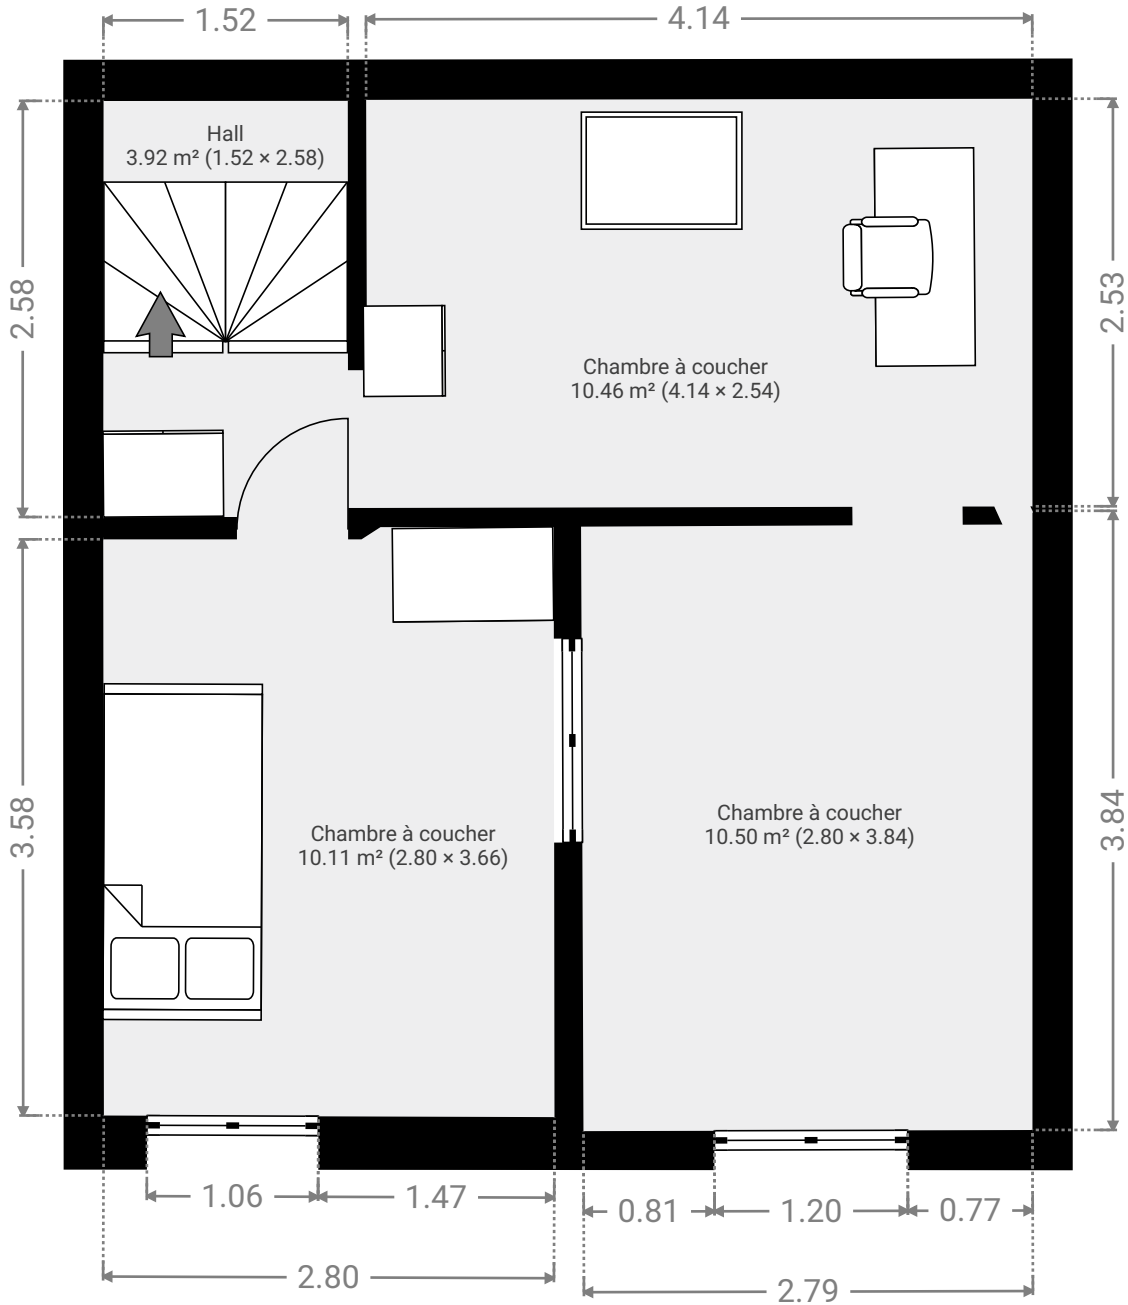 1.52
4.14
Hall
3.92 m² (1.52 × 2.58)
2.58
2.53
Chambre à coucher
10.46 m² (4.14 × 2.54)
3.58
3.84
Chambre à coucher
10.11 m² (2.80 × 3.66)
Chambre à coucher
10.50 m² (2.80 × 3.84)
1.06
1.47
0.81
1.20
0.77
2.80
2.79